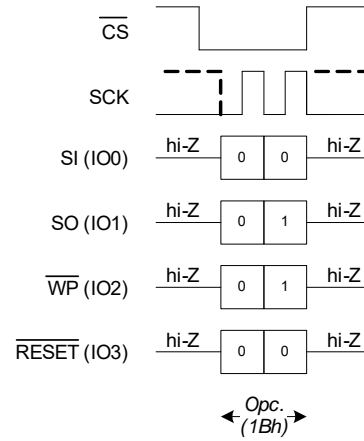 CS
SCK
hi-Z hi-Z
SI (IO0) 0 0
hi-Z hi-Z
SO (IO1) 0 1
hi-Z hi-Z
WP (IO2) 0 1
hi-Z hi-Z
RESET (IO3) 0 0
Opc.
(1Bh)